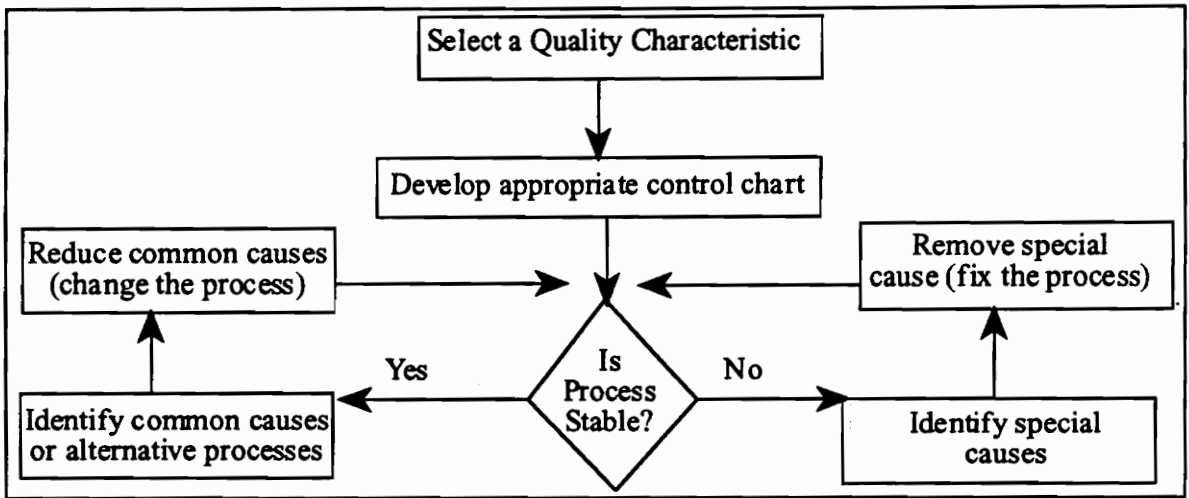 Select a Quality Characteristic
Develop appropriate control chart
Reduce common causes
(change the process)
Remove special
cause (fix the process)
Is
Process
Stable?
Yes
No
Identify common causes
or alternative processes
Identify special
causes